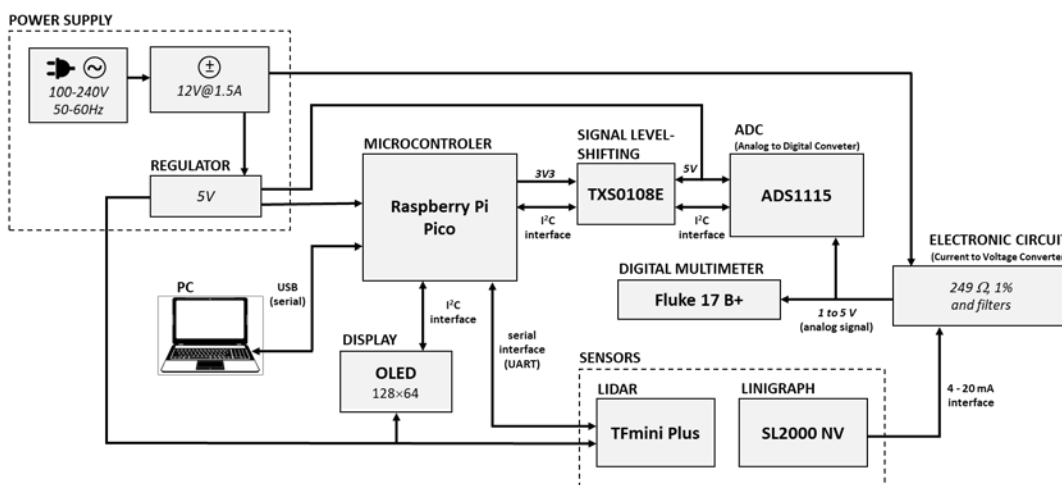 POWER SUPPLY
100-240V
50-60Hz
12V@1.5A
REGULATOR
5V
MICROCONTROLER
Raspberry Pi
Pico
3V3
I²C
interface
SIGNAL LEVEL-
SHIFTING
TXS0108E
5V
I²C
interface
ADC
(Analog to Digital Conveter)
ADS1115
ELECTRONIC CIRCUIT
(Current to Voltage Converter)
249 Ω, 1%
and filters
DIGITAL MULTIMETER
Fluke 17 B+
1 to 5 V
(analog signal)
PC
USB
(serial)
I²C
interface
DISPLAY
OLED
128×64
serial
interface
(UART)
SENSORS
LIDAR
TFmini Plus
LINIGRAPH
SL2000 NV
4 - 20 mA
interface